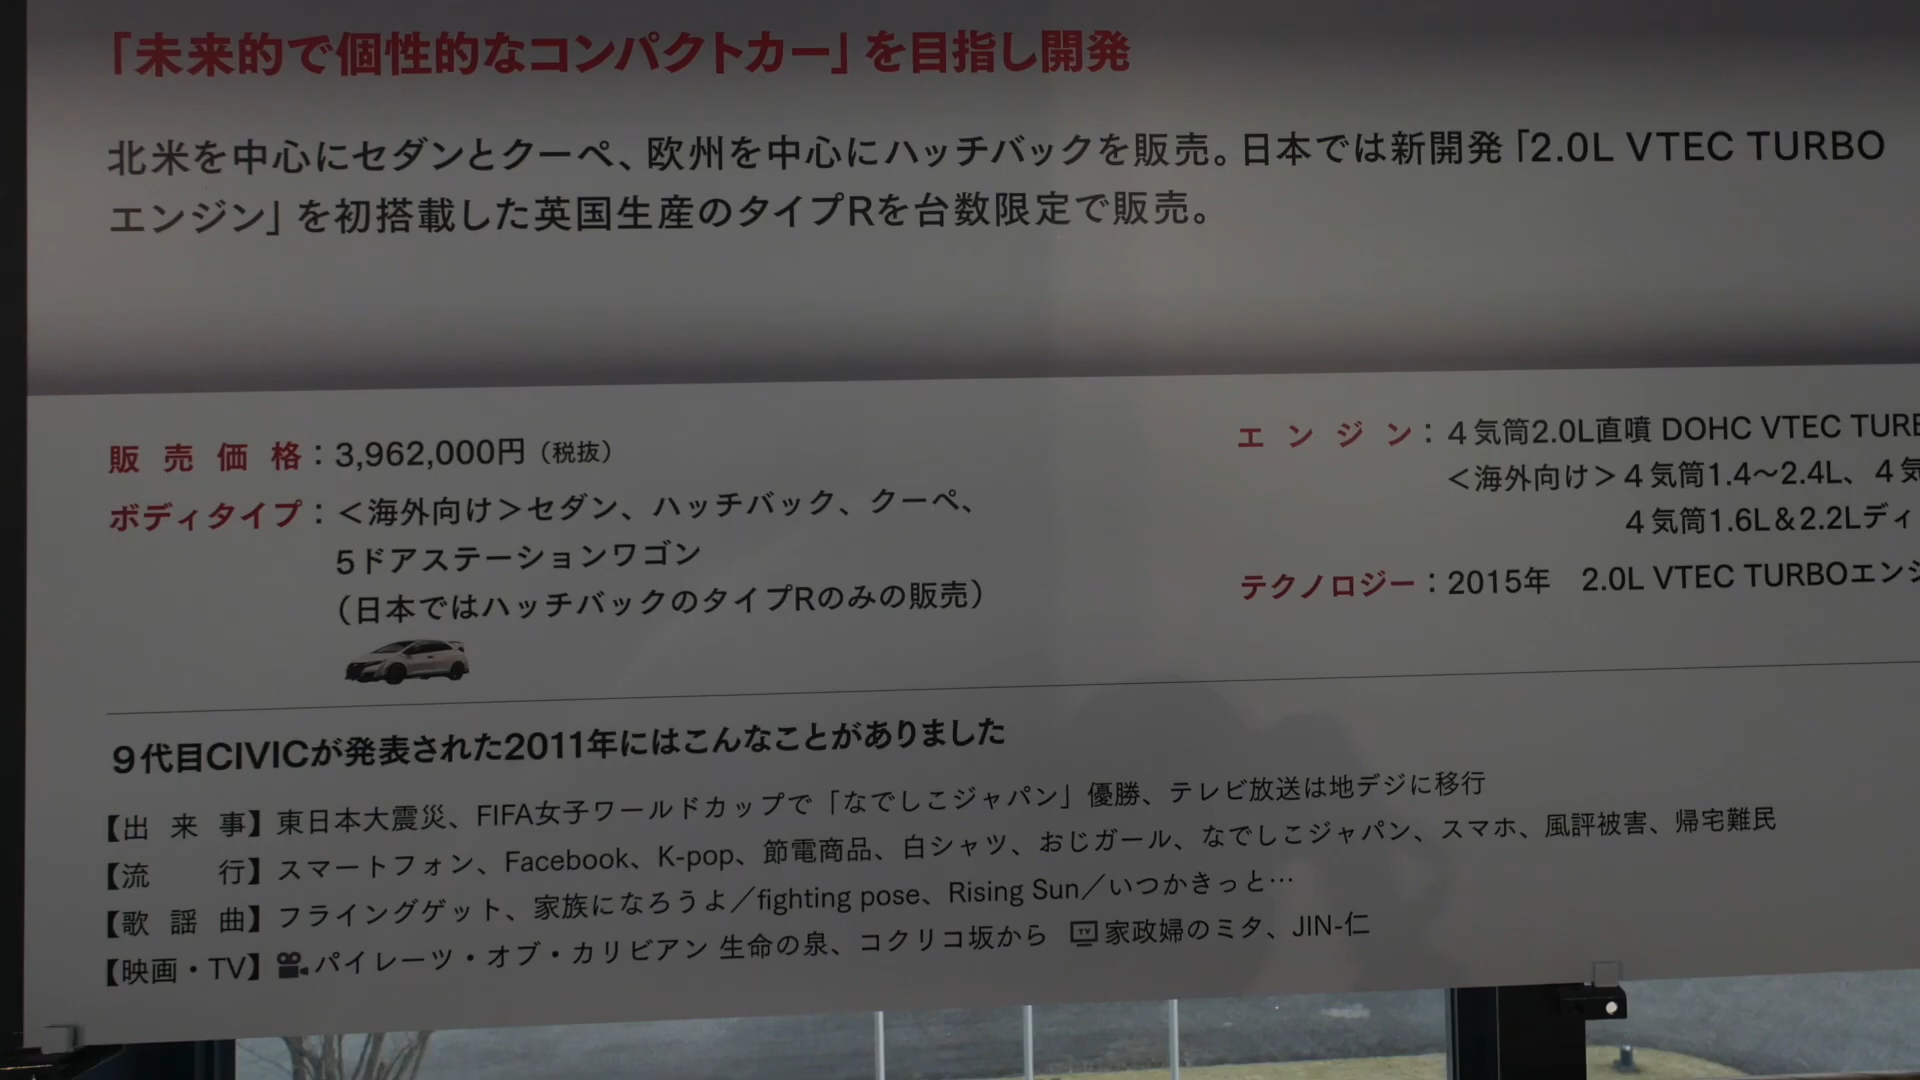 「未来的で個性的なコンパクトカー」を目指し開発
北米を中心にセダンとクーペ、欧州を中心にハッチバックを販売。日本では新開発「2.0L VTEC TURBO
エンジン」を初搭載した英国生産のタイプRを台数限定で販売。
販売価格：3,962,000円（税抜）
ボディタイプ：＜海外向け＞セダン、ハッチバック、クーペ、
5ドアステーションワゴン
（日本ではハッチバックのタイプRのみの販売）
エンジン：4気筒2.0L直噴 DOHC VTEC TURB
＜海外向け＞4気筒1.4～2.4L、4気
4気筒1.6L＆2.2Lディ
テクノロジー：2015年　2.0L VTEC TURBOエンジ
9代目CIVICが発表された2011年にはこんなことがありました
【出来事】東日本大震災、FIFA女子ワールドカップで「なでしこジャパン」優勝、テレビ放送は地デジに移行
【流行】スマートフォン、Facebook、K-pop、節電商品、白シャツ、おじガール、なでしこジャパン、スマホ、風評被害、帰宅難民
【歌謡曲】フライングゲット、家族になろうよ／fighting pose、Rising Sun／いつかきっと…
【映画・TV】パイレーツ・オブ・カリビアン 生命の泉、コクリコ坂から TV 家政婦のミタ、JIN-仁